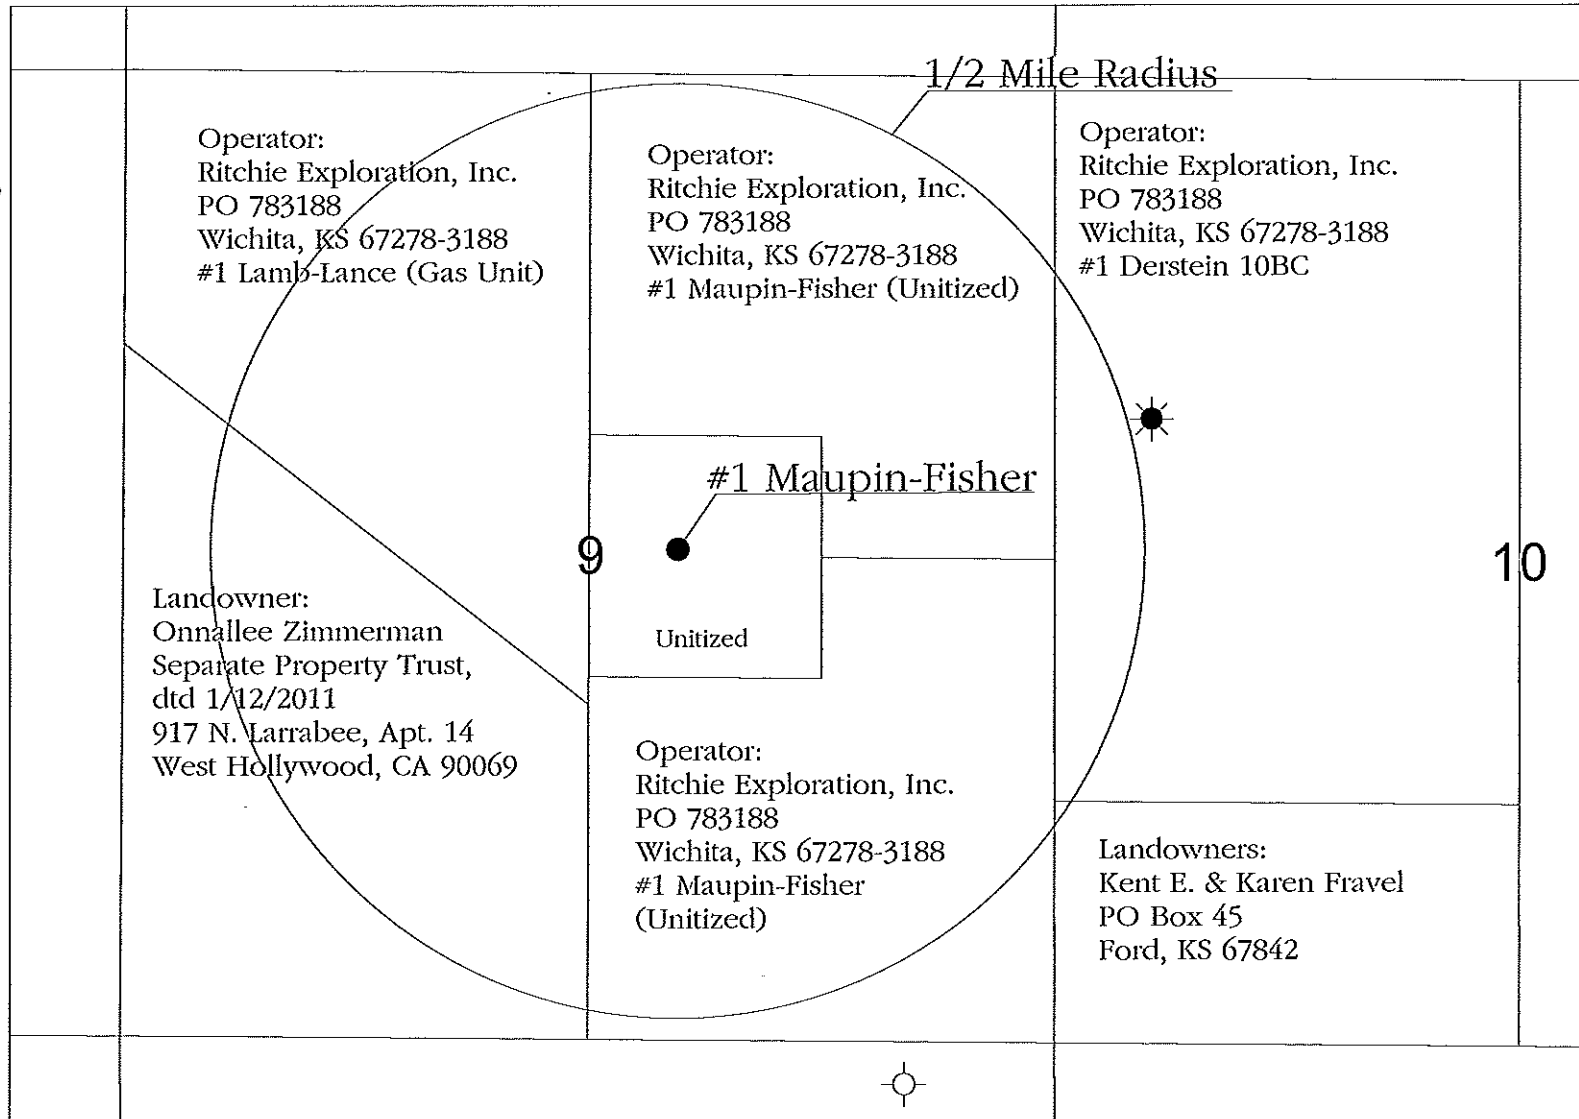 1/2 Mile Radius
Operator:
Ritchie Exploration, Inc.
PO 783188
Wichita, KS 67278-3188
#1 Lamb-Lance (Gas Unit)
Operator:
Ritchie Exploration, Inc.
PO 783188
Wichita, KS 67278-3188
#1 Maupin-Fisher (Unitized)
Operator:
Ritchie Exploration, Inc.
PO 783188
Wichita, KS 67278-3188
#1 Derstein 10BC
#1 Maupin-Fisher
9
10
Unitized
Landowner:
Onnallee Zimmerman
Separate Property Trust,
dtd 1/12/2011
917 N. Larrabee, Apt. 14
West Hollywood, CA 90069
Operator:
Ritchie Exploration, Inc.
PO 783188
Wichita, KS 67278-3188
#1 Maupin-Fisher
(Unitized)
Landowners:
Kent E. & Karen Fravel
PO Box 45
Ford, KS 67842